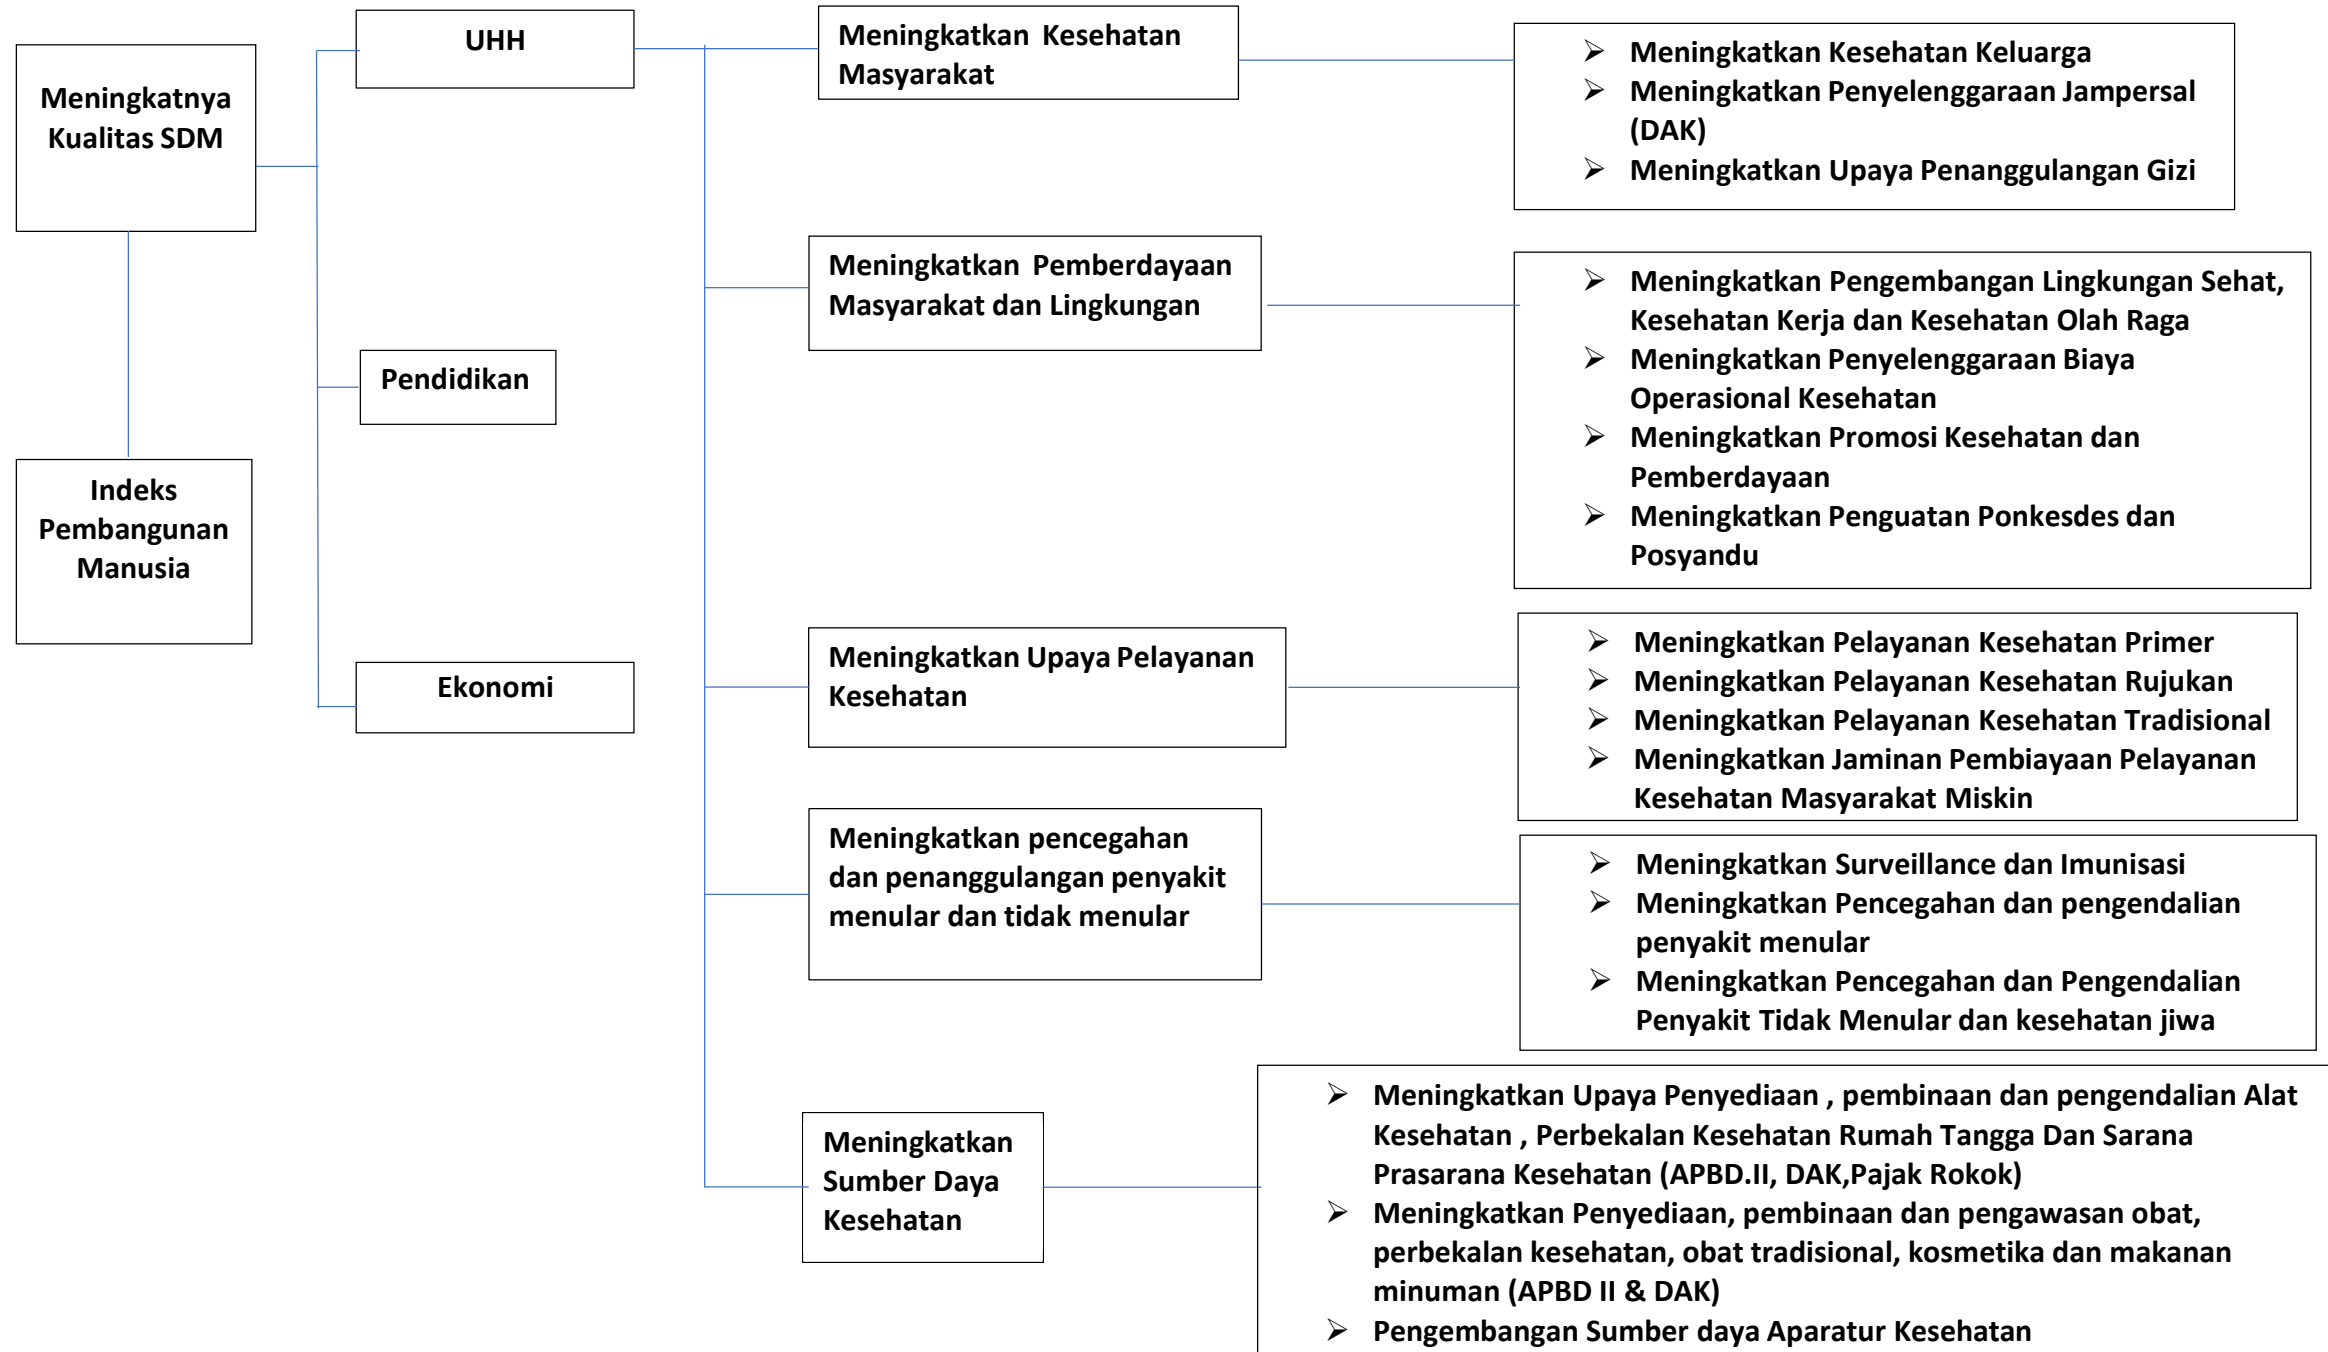 Meningkatnya
Kualitas SDM
Indeks
Pembangunan
Manusia
UHH
Pendidikan
Ekonomi
Meningkatkan Kesehatan
Masyarakat
➢ Meningkatkan Kesehatan Keluarga
➢ Meningkatkan Penyelenggaraan Jampersal
(DAK)
➢ Meningkatkan Upaya Penanggulangan Gizi
Meningkatkan Pemberdayaan
Masyarakat dan Lingkungan
➢ Meningkatkan Pengembangan Lingkungan Sehat,
Kesehatan Kerja dan Kesehatan Olah Raga
➢ Meningkatkan Penyelenggaraan Biaya
Operasional Kesehatan
➢ Meningkatkan Promosi Kesehatan dan
Pemberdayaan
➢ Meningkatkan Penguatan Ponkesdes dan
Posyandu
Meningkatkan Upaya Pelayanan
Kesehatan
➢ Meningkatkan Pelayanan Kesehatan Primer
➢ Meningkatkan Pelayanan Kesehatan Rujukan
➢ Meningkatkan Pelayanan Kesehatan Tradisional
➢ Meningkatkan Jaminan Pembiayaan Pelayanan
Kesehatan Masyarakat Miskin
Meningkatkan pencegahan
dan penanggulangan penyakit
menular dan tidak menular
➢ Meningkatkan Surveillance dan Imunisasi
➢ Meningkatkan Pencegahan dan pengendalian
penyakit menular
➢ Meningkatkan Pencegahan dan Pengendalian
Penyakit Tidak Menular dan kesehatan jiwa
Meningkatkan
Sumber Daya
Kesehatan
➢ Meningkatkan Upaya Penyediaan , pembinaan dan pengendalian Alat
Kesehatan , Perbekalan Kesehatan Rumah Tangga Dan Sarana
Prasarana Kesehatan (APBD.II, DAK,Pajak Rokok)
➢ Meningkatkan Penyediaan, pembinaan dan pengawasan obat,
perbekalan kesehatan, obat tradisional, kosmetika dan makanan
minuman (APBD II & DAK)
➢ Pengembangan Sumber daya Aparatur Kesehatan